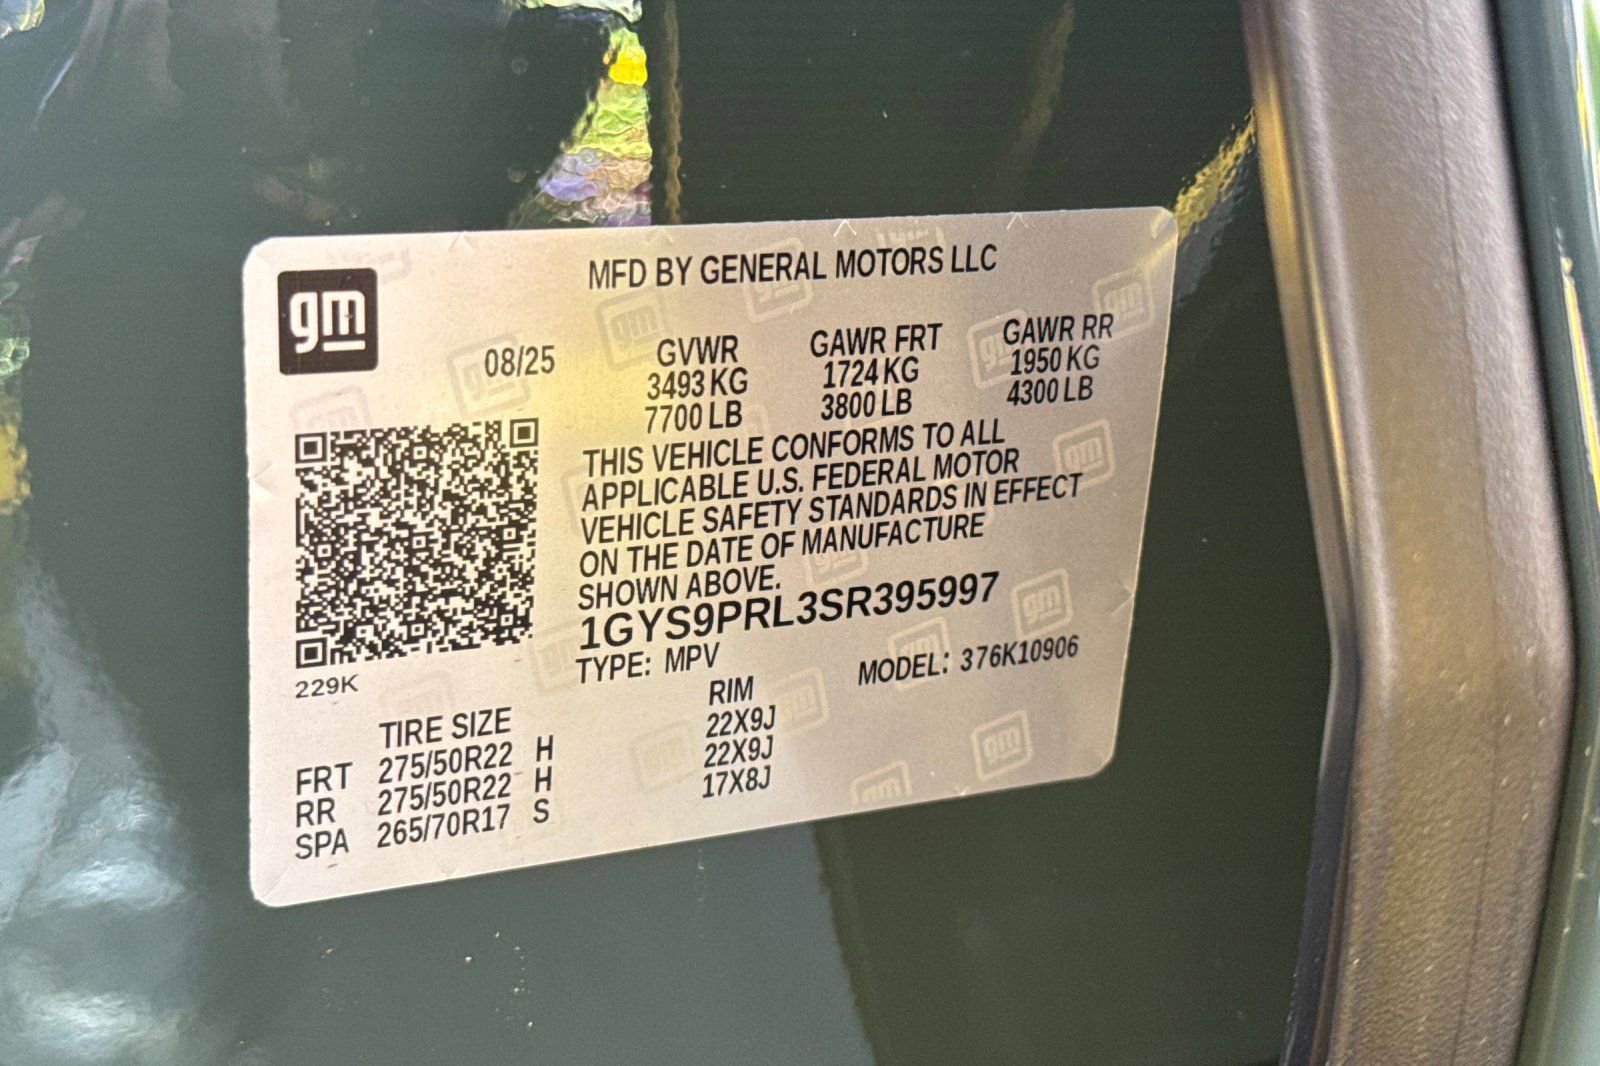 gm
MFD BY GENERAL MOTORS LLC
08/25
GVWR GAWR FRT GAWR RR
3493 KG 1724 KG 1950 KG
7700 LB 3800 LB 4300 LB
THIS VEHICLE CONFORMS TO ALL
APPLICABLE U.S. FEDERAL MOTOR
VEHICLE SAFETY STANDARDS IN EFFECT
ON THE DATE OF MANUFACTURE
SHOWN ABOVE.
1GYS9PRL3SR395997
TYPE: MPV MODEL: 376K10906
229K
TIRE SIZE RIM
FRT 275/50R22 H 22X9J
RR 275/50R22 H 22X9J
SPA 265/70R17 S 17X8J